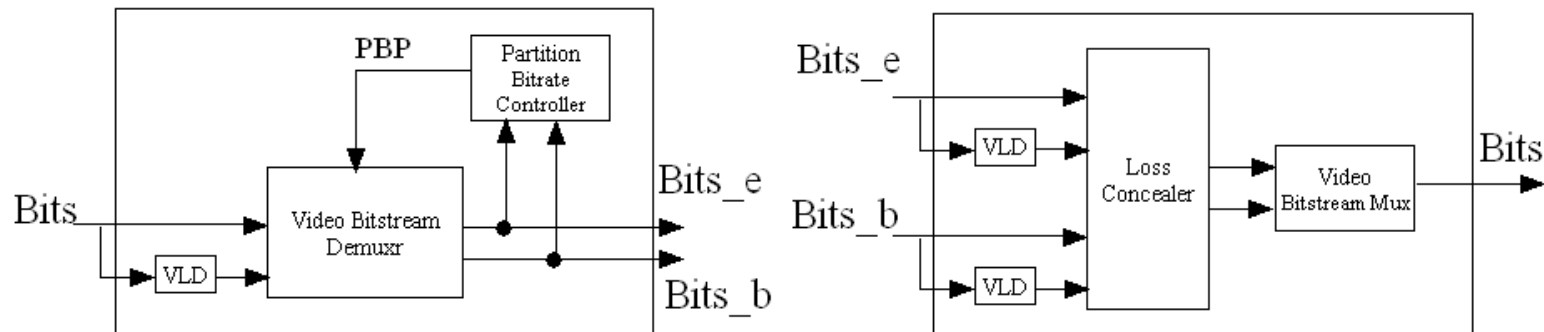 PBP
Partition
Bitrate
Controller
Bits
VLD
Video Bitstream
Demuxr
Bits_e
Bits_b
Bits_e
VLD
Bits_b
VLD
Loss
Concealer
Video
Bitstream Mux
Bits